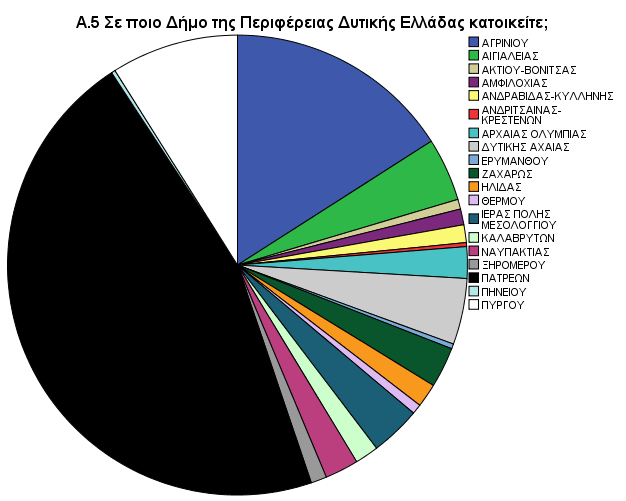 A.5 Σε ποιο Δήμο της Περιφέρειας Δυτικής Ελλάδας κατοικείτε;
ΑΓΡΙΝΙΟΥ
ΑΙΓΙΑΛΕΙΑΣ
ΑΚΤΙΟΥ-ΒΟΝΙΤΣΑΣ
ΑΜΦΙΛΟΧΙΑΣ
ΑΝΔΡΑΒΙΔΑΣ-ΚΥΛΛΗΝΗΣ
ΑΝΔΡΙΤΣΑΙΝΑΣ-
ΚΡΕΣΤΕΝΩΝ
ΑΡΧΑΙΑΣ ΟΛΥΜΠΙΑΣ
ΔΥΤΙΚΗΣ ΑΧΑΙΑΣ
ΕΡΥΜΑΝΘΟΥ
ΖΑΧΑΡΩΣ
ΗΛΙΔΑΣ
ΘΕΡΜΟΥ
ΙΕΡΑΣ ΠΟΛΗΣ
ΜΕΣΟΛΟΓΓΙΟΥ
ΚΑΛΑΒΡΥΤΩΝ
ΝΑΥΠΑΚΤΙΑΣ
ΞΗΡΟΜΕΡΟΥ
ΠΑΤΡΕΩΝ
ΠΗΝΕΙΟΥ
ΠΥΡΓΟΥ